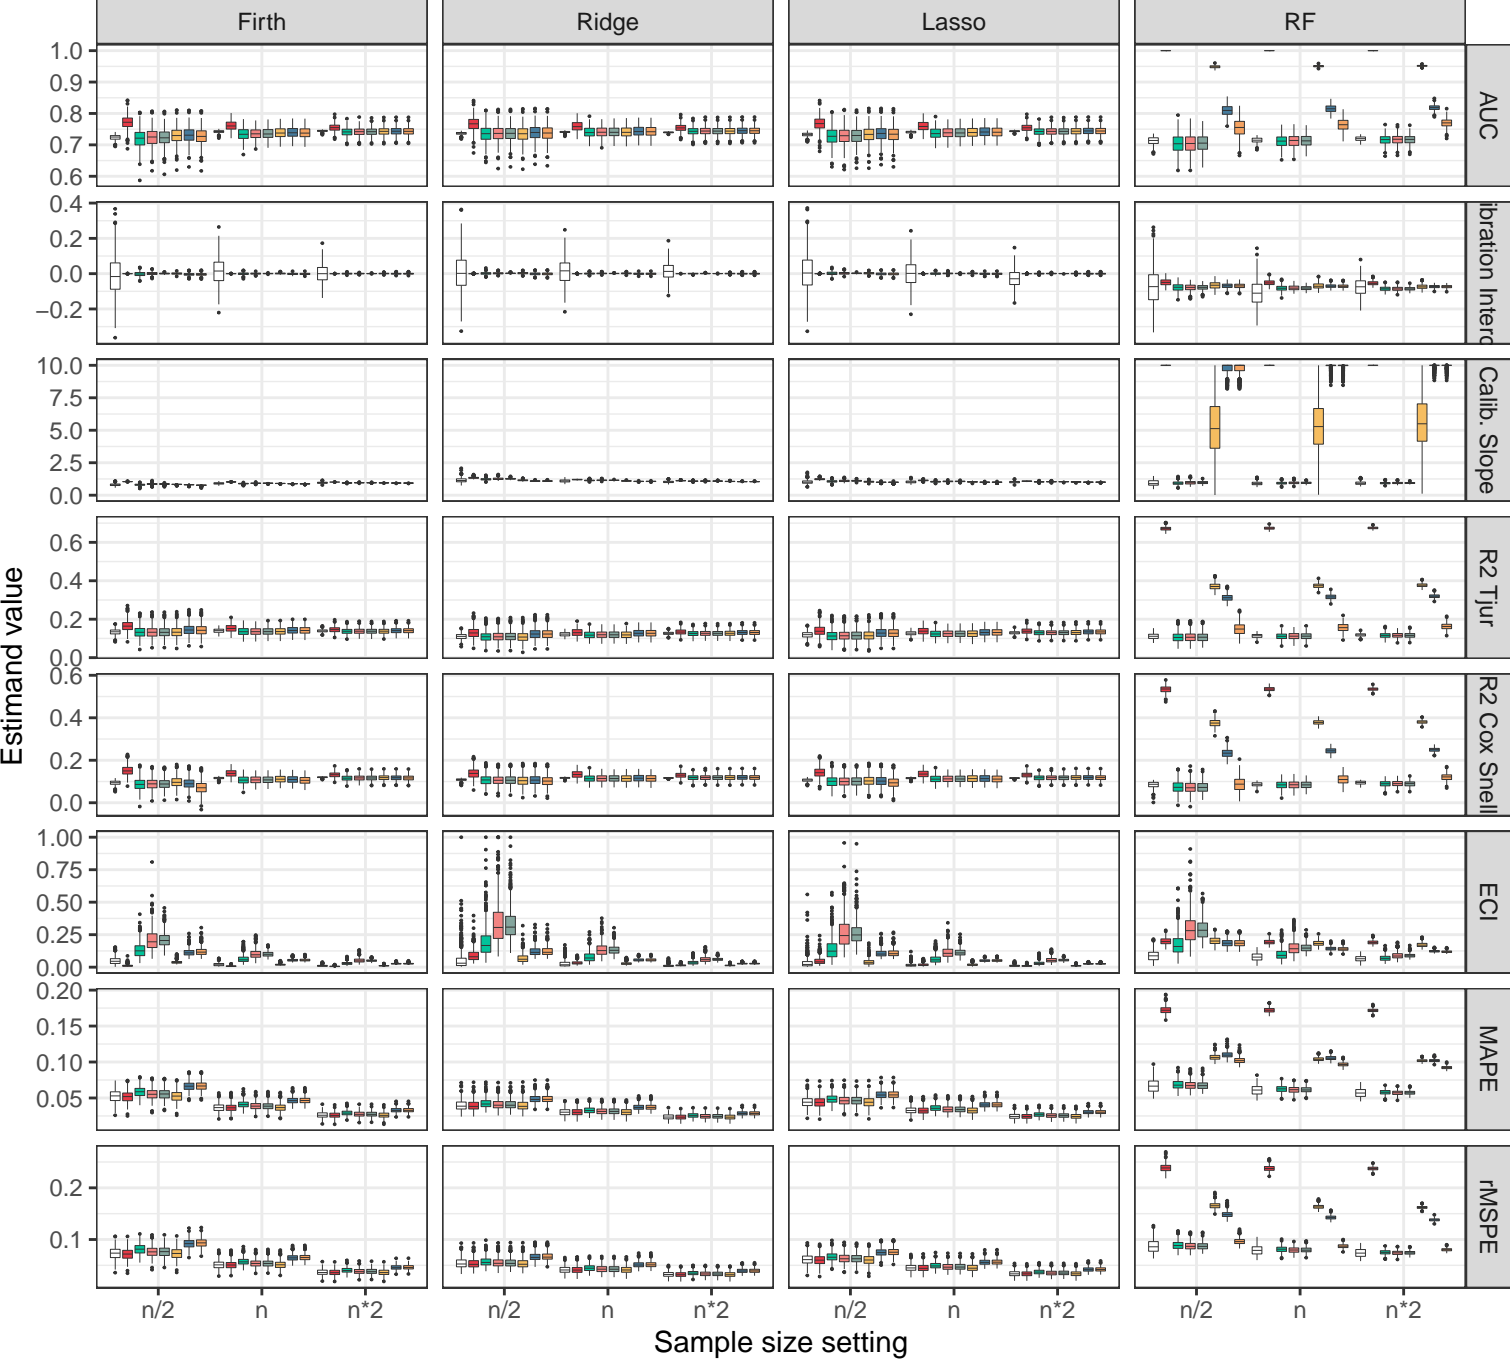 Firth Ridge Lasso RF
1.0
0.9
0.8
0.7
0.6
AUC
0.4
0.2
0.0
−0.2
ibration Interc
10.0
7.5
5.0
2.5
0.0
Calib. Slope
0.6
0.4
0.2
0.0
R2 Tjur
0.6
0.4
0.2
0.0
R2 Cox Snell
1.00
0.75
0.50
0.25
0.00
ECI
0.20
0.15
0.10
0.05
MAPE
0.2
0.1
rMSPE
Estimand value
n/2 n n*2 n/2 n n*2 n/2 n n*2 n/2 n n*2
Sample size setting